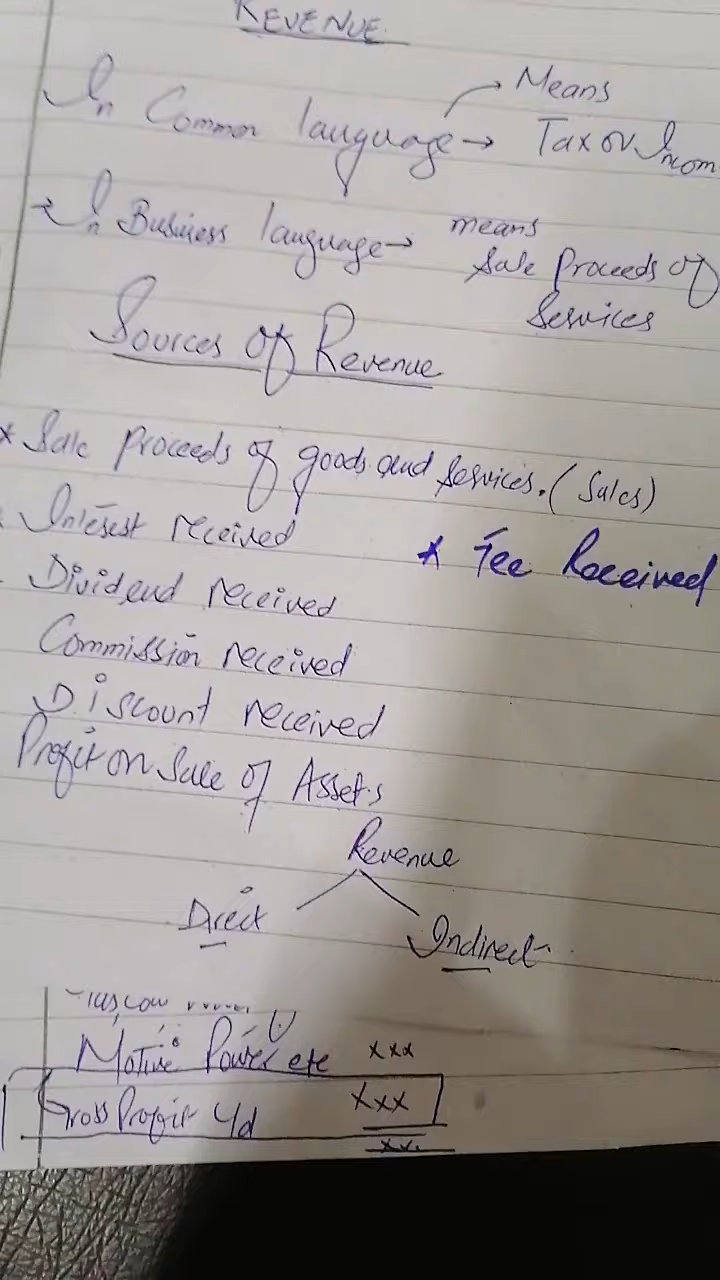 REVENUE
In Common language → Means
Tax or Incom
In Business language → means
Sale Proceeds of
Services
Sources of Revenue
* Sale Proceeds of goods and Services. (Sales)
Interest received
* Fee Received
Dividend received
Commission received
Discount received
Profit on Sale of Assets
Revenue
Direct
Indirect
Motive Power etc xxx
Gross Profit c/d xxx
xxx